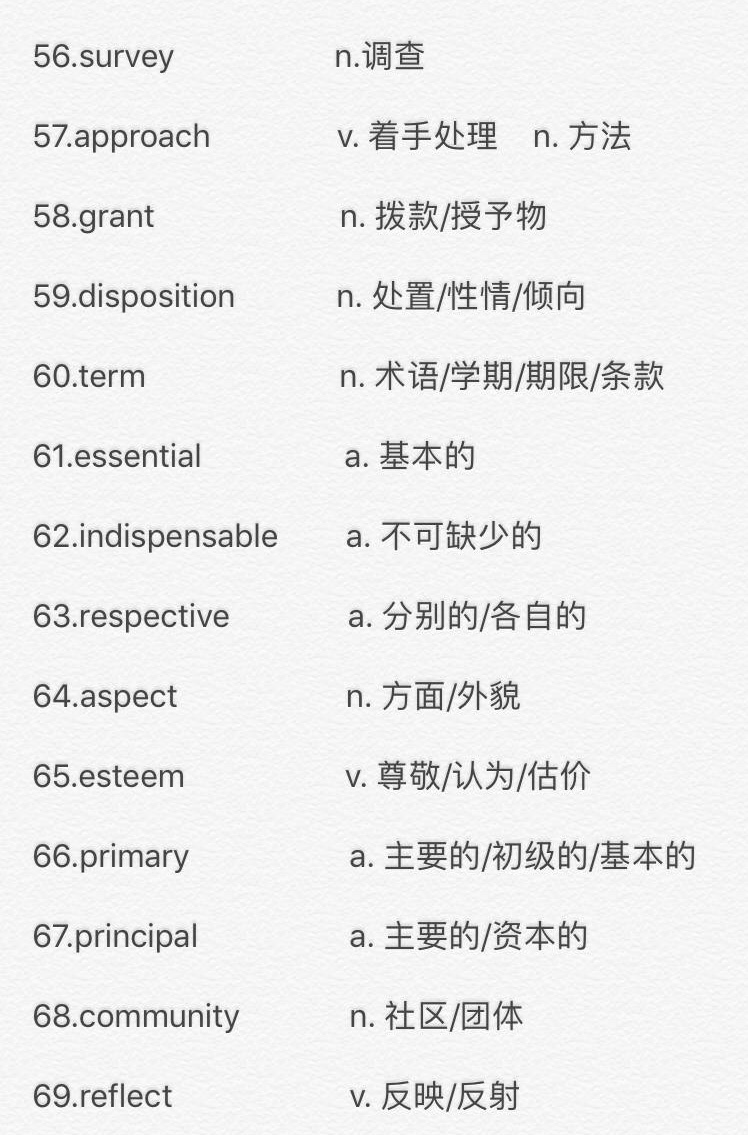 56.survey n.调查
57.approach v. 着手处理 n. 方法
58.grant n. 拨款/授予物
59.disposition n. 处置/性情/倾向
60.term n. 术语/学期/期限/条款
61.essential a. 基本的
62.indispensable a. 不可缺少的
63.respective a. 分别的/各自的
64.aspect n. 方面/外貌
65.esteem v. 尊敬/认为/估价
66.primary a. 主要的/初级的/基本的
67.principal a. 主要的/资本的
68.community n. 社区/团体
69.reflect v. 反映/反射